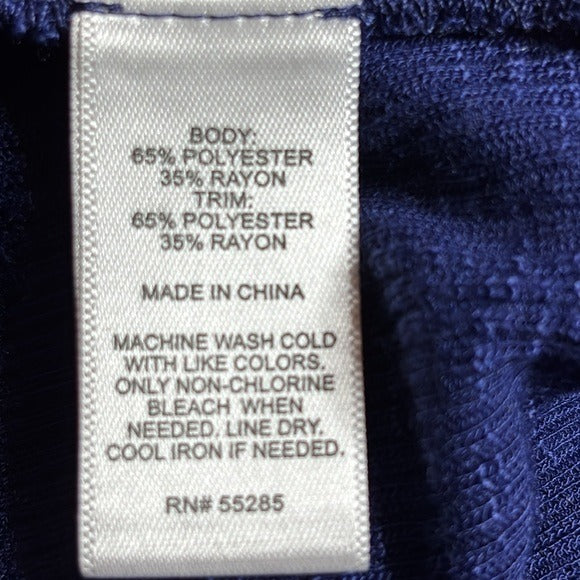 BODY:
65% POLYESTER
35% RAYON
TRIM:
65% POLYESTER
35% RAYON
MADE IN CHINA
MACHINE WASH COLD
WITH LIKE COLORS.
ONLY NON-CHLORINE
BLEACH WHEN
NEEDED. LINE DRY.
COOL IRON IF NEEDED.
RN# 55285